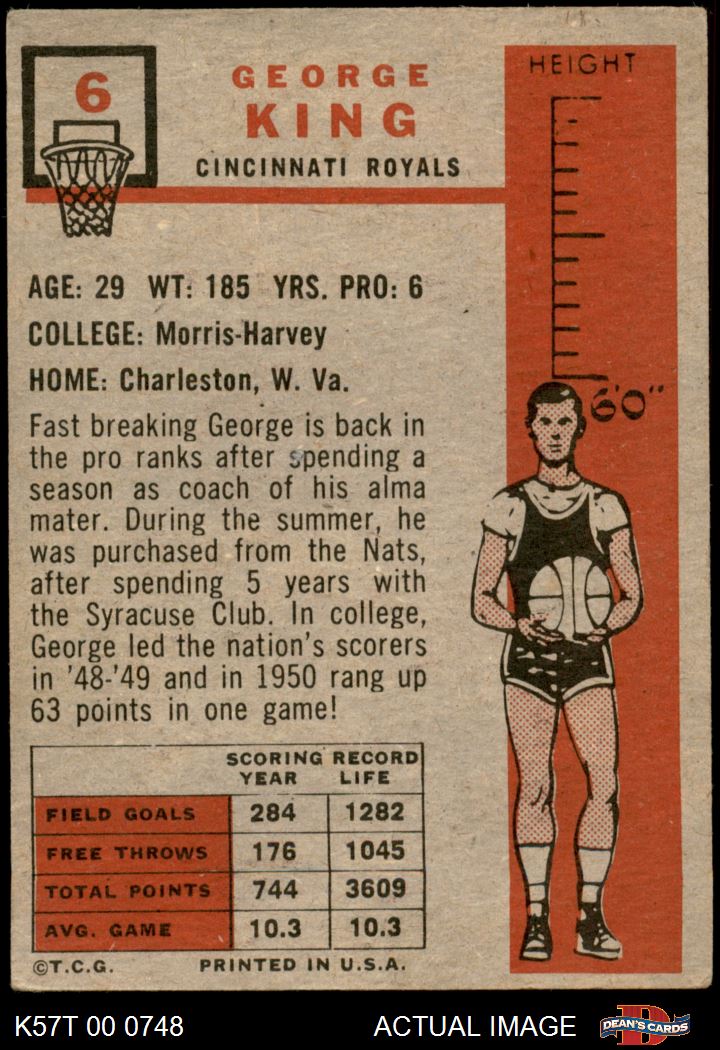 6
GEORGE
KING
CINCINNATI ROYALS
HEIGHT
6'0"
AGE: 29 WT: 185 YRS. PRO: 6
COLLEGE: Morris-Harvey
HOME: Charleston, W. Va.
Fast breaking George is back in
the pro ranks after spending a
season as coach of his alma
mater. During the summer, he
was purchased from the Nats,
after spending 5 years with
the Syracuse Club. In college,
George led the nation's scorers
in '48-'49 and in 1950 rang up
63 points in one game!
SCORING RECORD
YEAR LIFE
FIELD GOALS 284 1282
FREE THROWS 176 1045
TOTAL POINTS 744 3609
AVG. GAME 10.3 10.3
©T.C.G. PRINTED IN U.S.A.
K57T 00 0748 ACTUAL IMAGE D DEAN'S CARDS